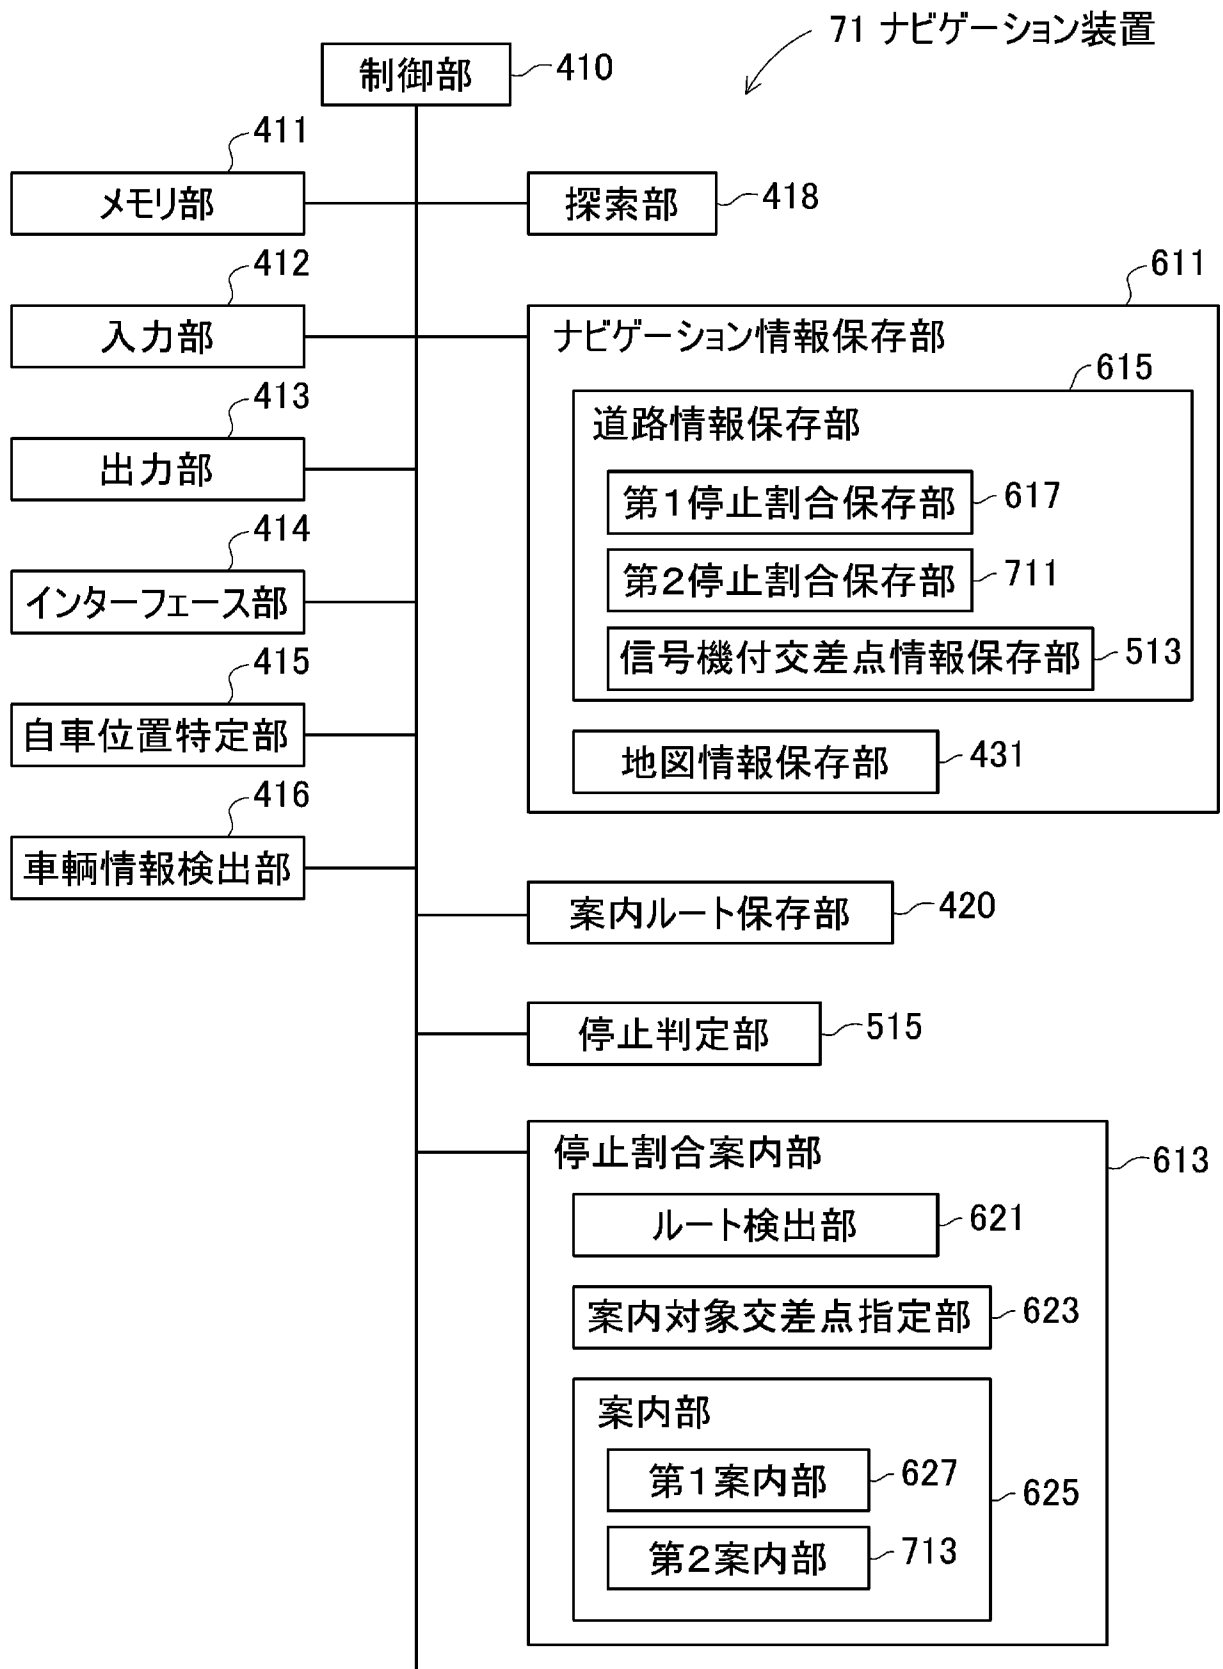 71 ナビゲーション装置
制御部
410
411
メモリ部
探索部
418
412
入力部
611
ナビゲーション情報保存部
615
道路情報保存部
第1停止割合保存部
617
第2停止割合保存部
711
信号機付交差点情報保存部
513
地図情報保存部
431
413
出力部
414
インターフェース部
415
自車位置特定部
416
車輌情報検出部
案内ルート保存部
420
停止判定部
515
停止割合案内部
613
ルート検出部
621
案内対象交差点指定部
623
案内部
625
第1案内部
627
第2案内部
713